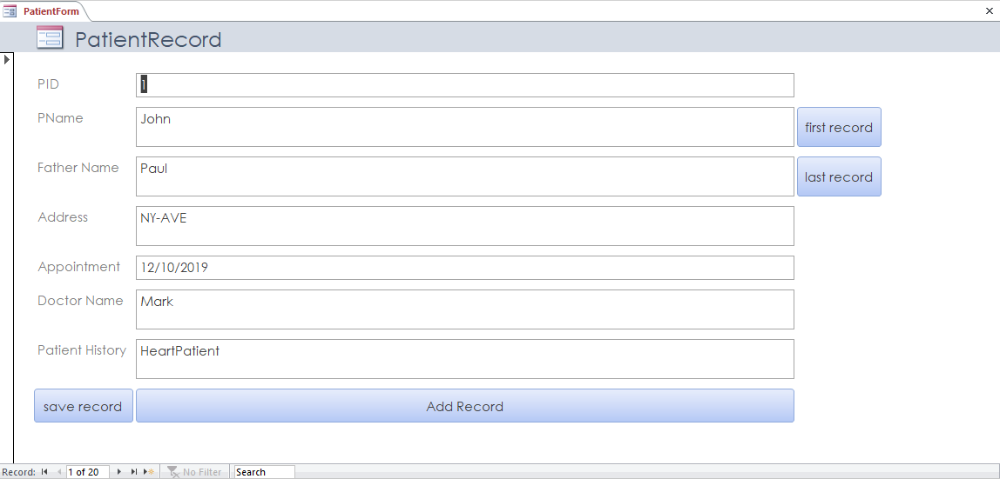 PatientForm
PatientRecord
PID 1
PName John
first record
Father Name Paul
last record
Address NY-AVE
Appointment 12/10/2019
Doctor Name Mark
Patient History HeartPatient
save record Add Record
Record: 1 of 20 No Filter Search